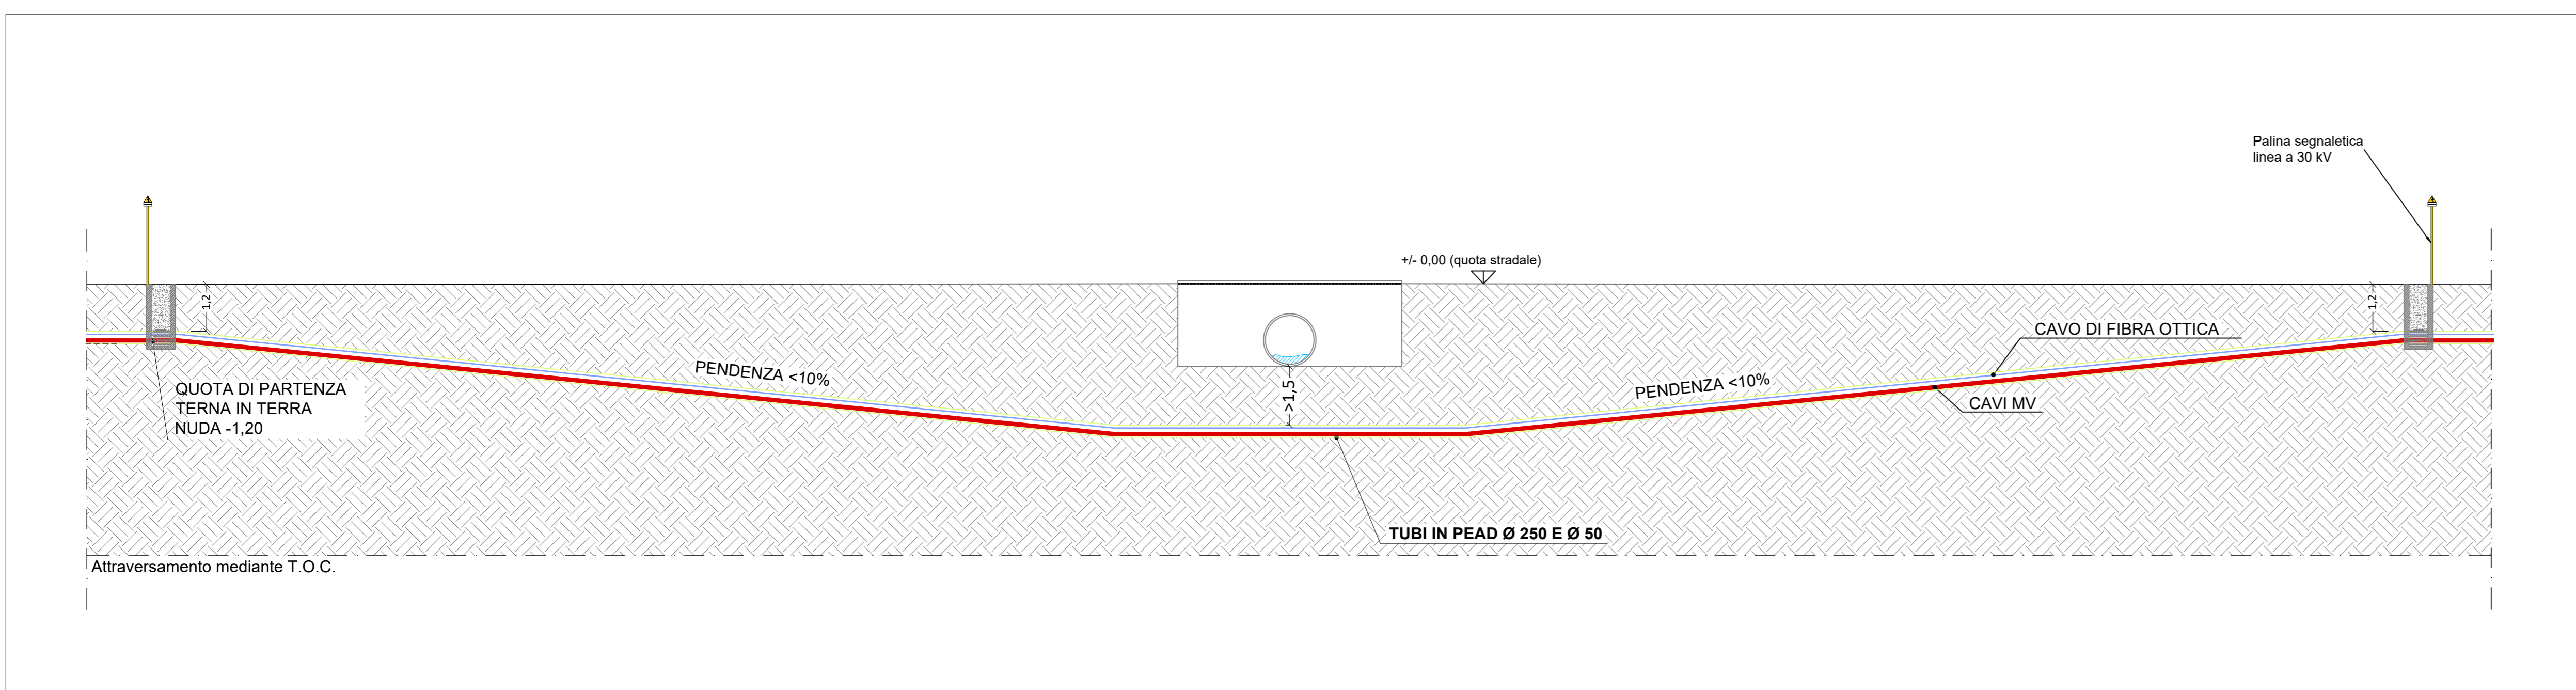 Palina segnaletica
linea a 30 kV
+/- 0,00 (quota stradale)
1,2
1,2
CAVO DI FIBRA OTTICA
PENDENZA <10%
PENDENZA <10%
>1,5
QUOTA DI PARTENZA
TERNA IN TERRA
NUDA -1,20
CAVI MV
TUBI IN PEAD Ø 250 E Ø 50
Attraversamento mediante T.O.C.